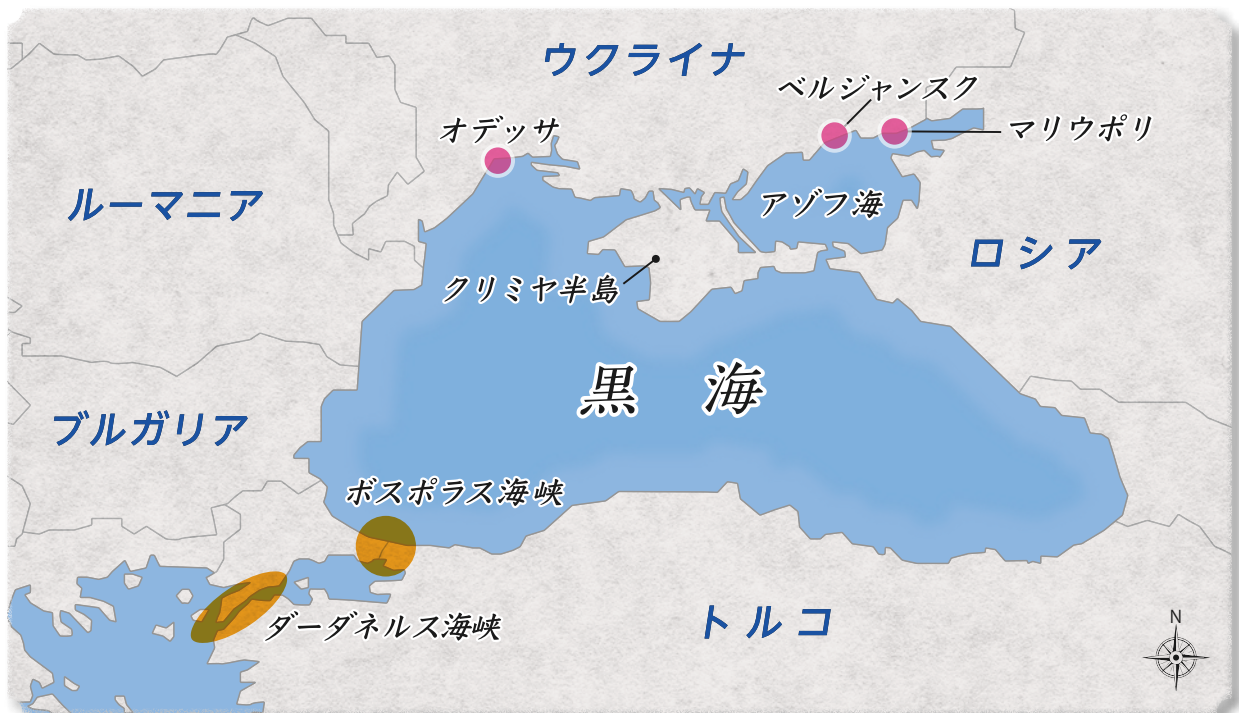 ウクライナ
ベルジャンスク
オデッサ
マリウポリ
ルーマニア
アゾフ海
ロシア
クリミヤ半島
黒海
ブルガリア
ボスポラス海峡
ダーダネルス海峡
トルコ
N